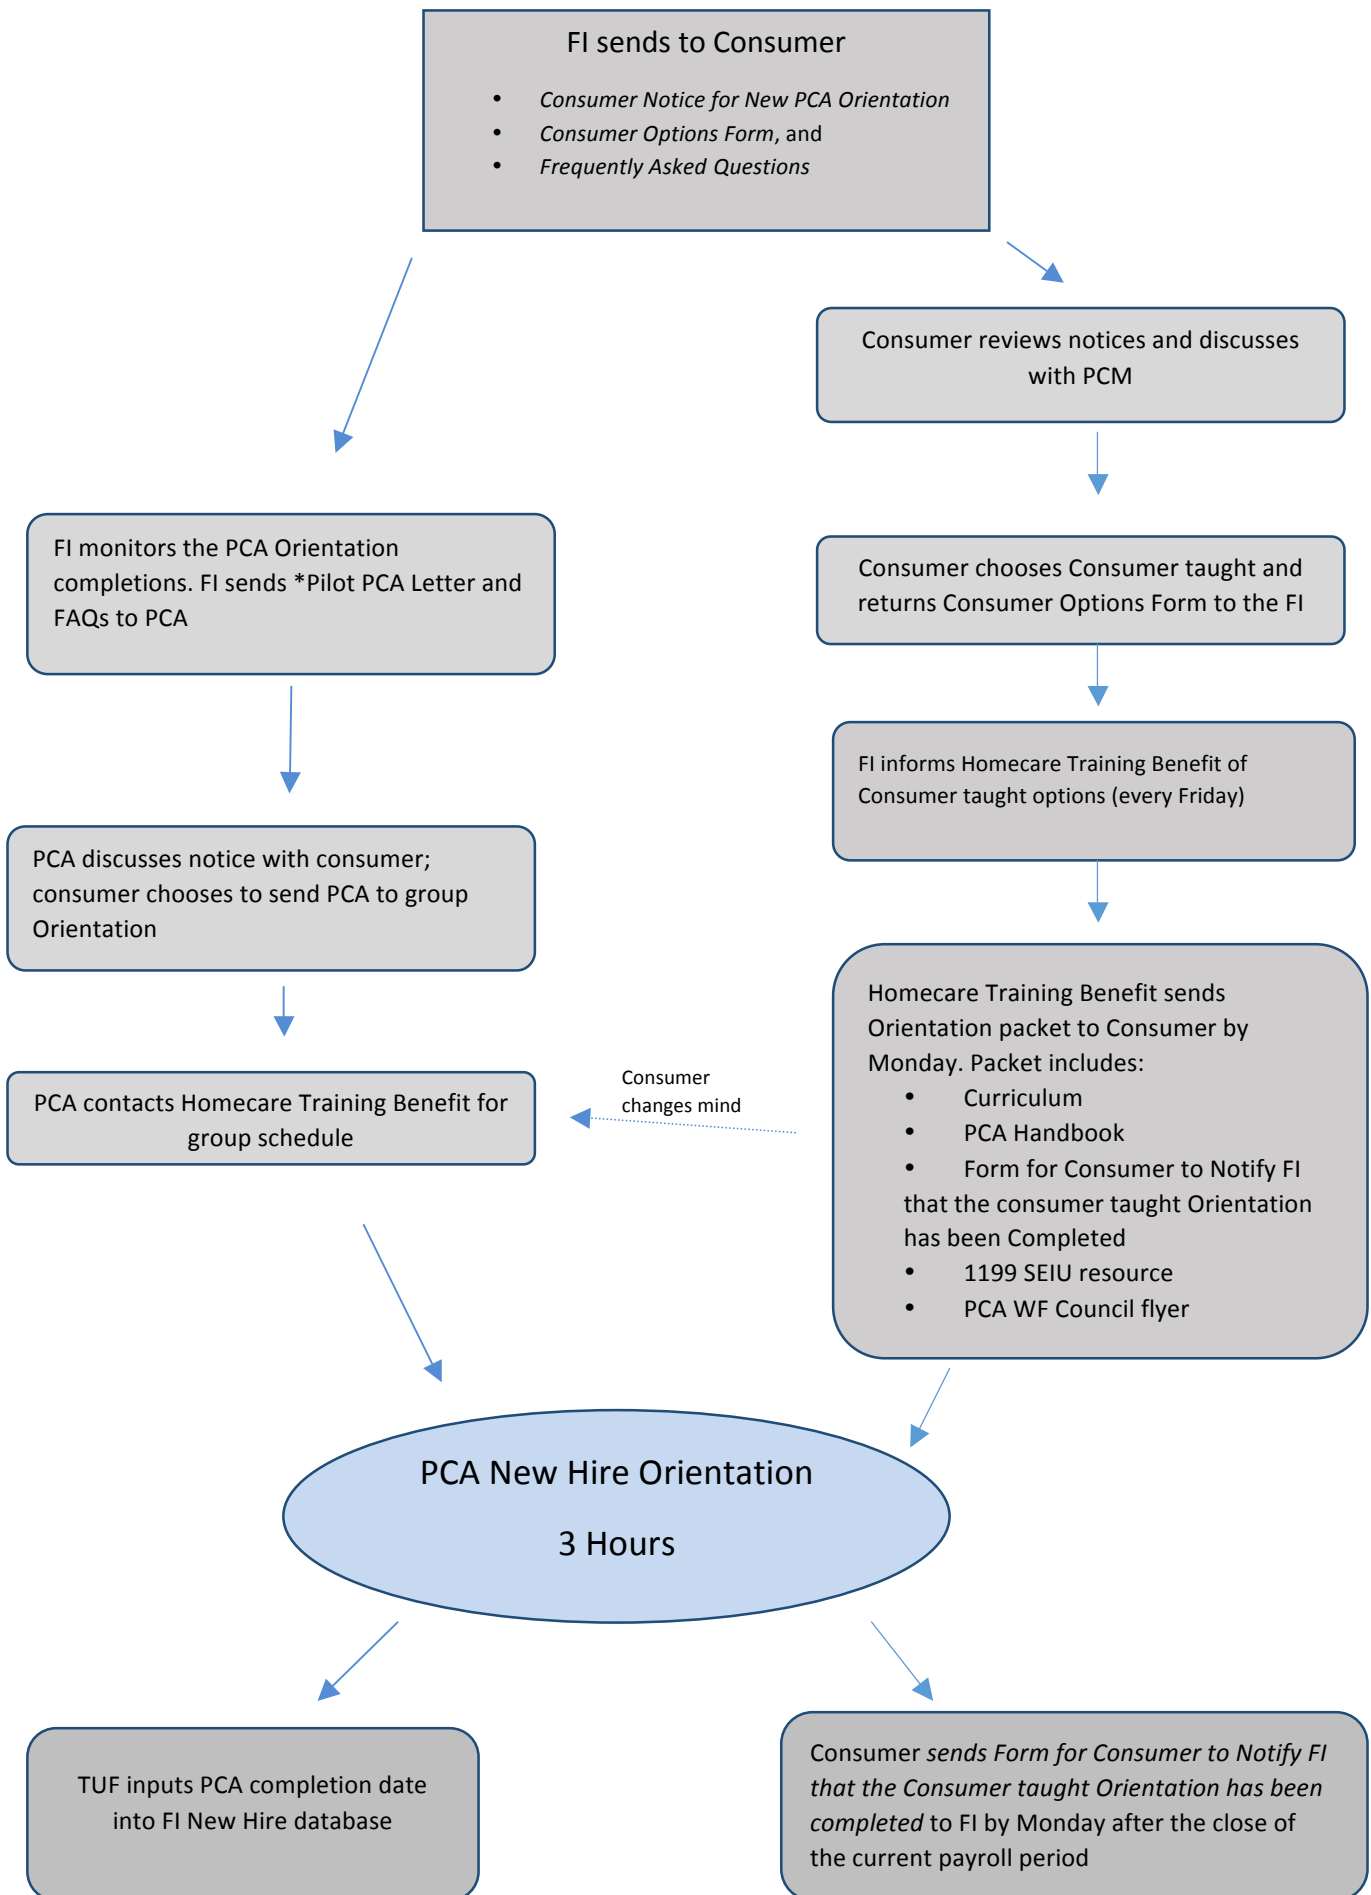 FI sends to Consumer
• Consumer Notice for New PCA Orientation
• Consumer Options Form, and
• Frequently Asked Questions
Consumer reviews notices and discusses
with PCM
FI monitors the PCA Orientation
completions. FI sends *Pilot PCA Letter and
FAQs to PCA
Consumer chooses Consumer taught and
returns Consumer Options Form to the FI
FI informs Homecare Training Benefit of
Consumer taught options (every Friday)
PCA discusses notice with consumer;
consumer chooses to send PCA to group
Orientation
Homecare Training Benefit sends
Orientation packet to Consumer by
Monday. Packet includes:
• Curriculum
• PCA Handbook
• Form for Consumer to Notify FI
that the consumer taught Orientation
has been Completed
• 1199 SEIU resource
• PCA WF Council flyer
Consumer
changes mind
PCA contacts Homecare Training Benefit for
group schedule
PCA New Hire Orientation
3 Hours
TUF inputs PCA completion date
into FI New Hire database
Consumer sends Form for Consumer to Notify FI
that the Consumer taught Orientation has been
completed to FI by Monday after the close of
the current payroll period